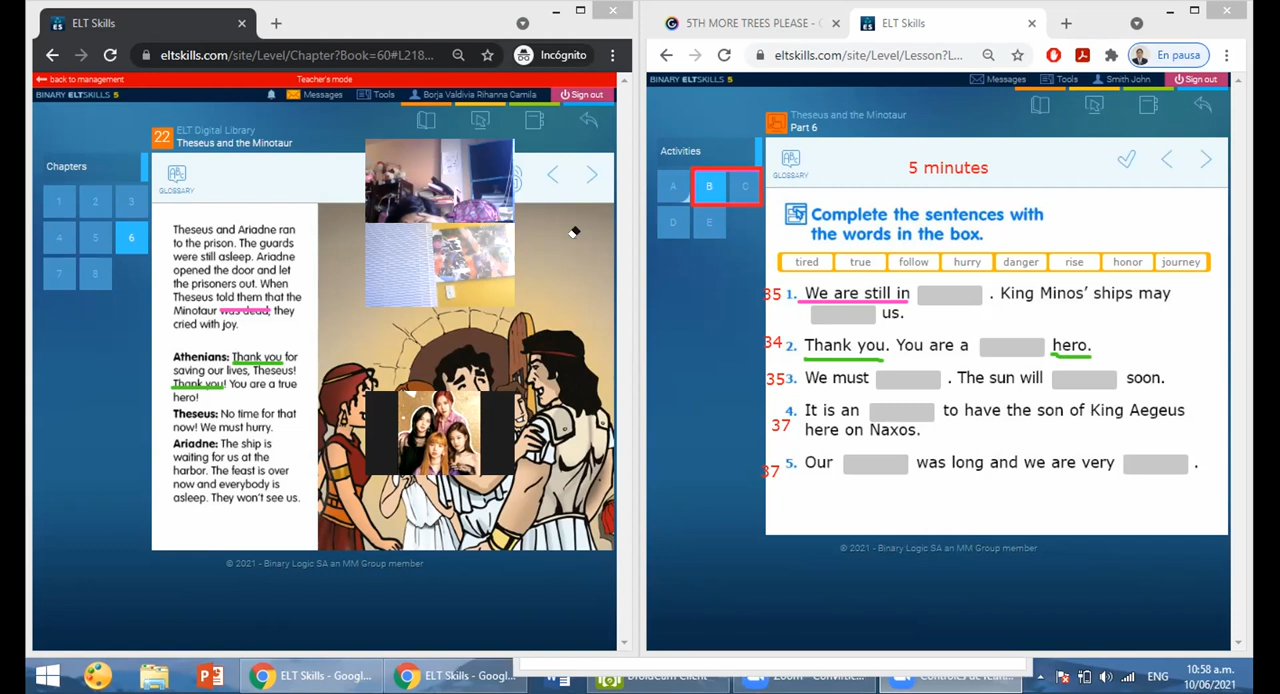 ELT Skills
eltskills.com/site/Level/Chapter?Book=60#L218...
Incógnito
back to management
Teacher's mode
BINARY ELTSKILLS 5
Messages
Tools
Borja Valdivia Rihanna Camila
Sign out
22
ELT Digital Library
Theseus and the Minotaur
Chapters
GLOSSARY
1 2 3
4 5 6
7 8
Theseus and Ariadne ran
to the prison. The guards
were still asleep. Ariadne
opened the door and let
the prisoners out. When
Theseus told them that the
Minotaur was dead, they
cried with joy.
Athenians: Thank you for
saving our lives, Theseus!
Thank you! You are a true
hero!
Theseus: No time for that
now! We must hurry.
Ariadne: The ship is
waiting for us at the
harbor. The feast is over
now and everybody is
asleep. They won't see us.
© 2021 - Binary Logic SA an MM Group member
5TH MORE TREES PLEASE -
ELT Skills
eltskills.com/site/Level/Lesson?L...
En pausa
BINARY ELTSKILLS 5
Messages
Tools
Smith John
Sign out
Theseus and the Minotaur
Part 6
Activities
A B C
D E
GLOSSARY
5 minutes
Complete the sentences with
the words in the box.
tired true follow hurry danger rise honor journey
35 1. We are still in . King Minos' ships may
us.
34 2. Thank you. You are a hero.
35 3. We must . The sun will soon.
4. It is an to have the son of King Aegeus
37 here on Naxos.
37 5. Our was long and we are very .
© 2021 - Binary Logic SA an MM Group member
ELT Skills - Googl...
ELT Skills - Googl...
ENG
10:58 a.m.
10/06/2021